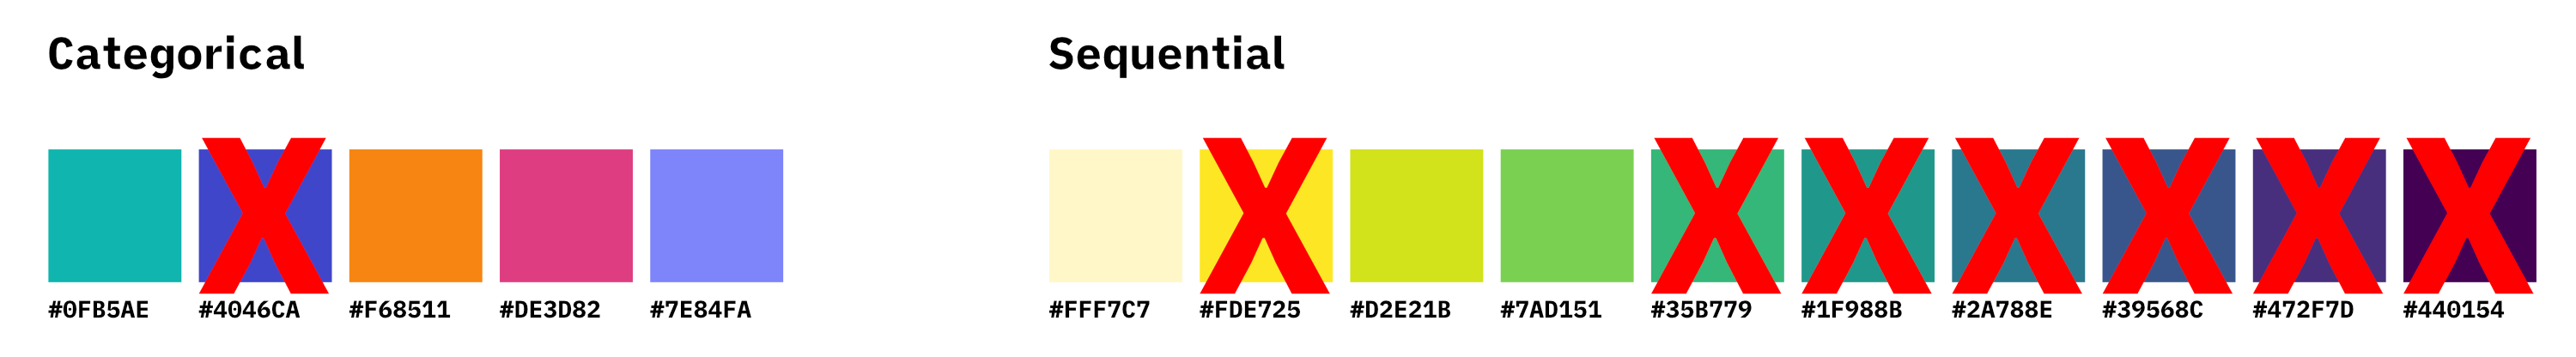 Categorical
#0FB5AE #4046CA #F68511 #DE3D82 #7E84FA
Sequential
#FFF7C7 #FDE725 #D2E21B #7AD151 #35B779 #1F988B #2A788E #39568C #472F7D #440154